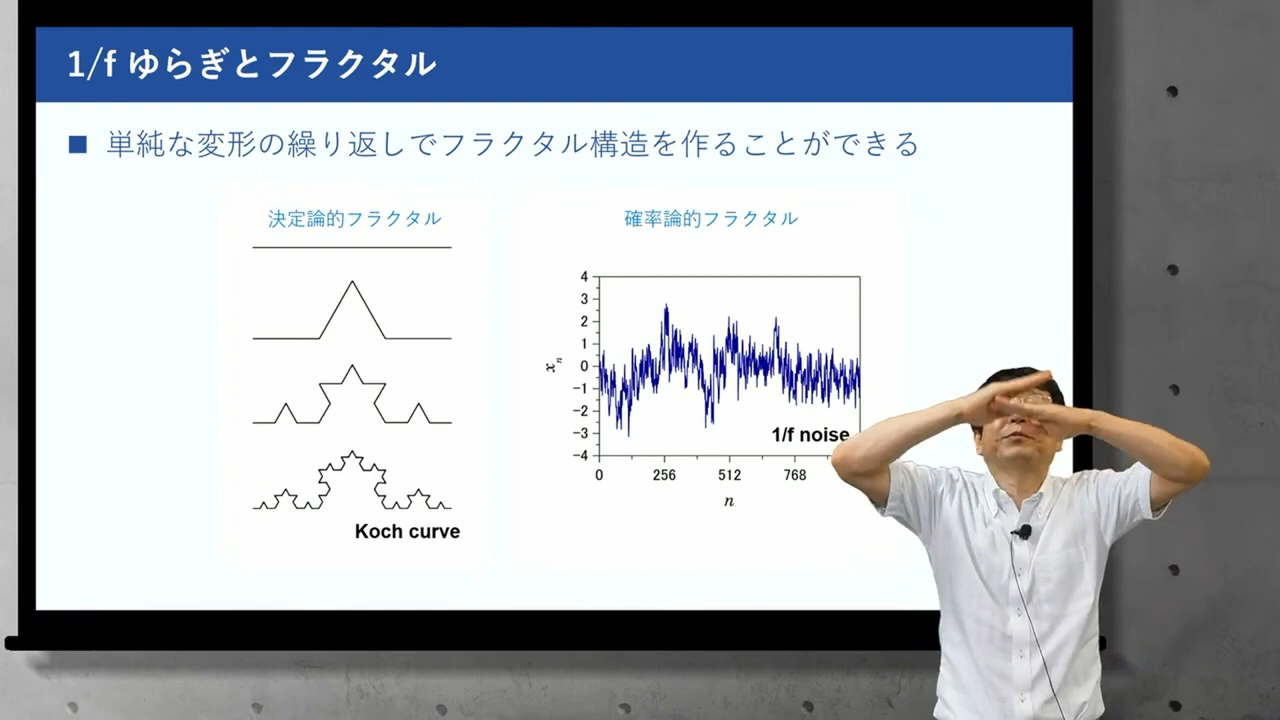 1/f ゆらぎとフラクタル
■ 単純な変形の繰り返しでフラクタル構造を作ることができる
決定論的フラクタル
Koch curve
確率論的フラクタル
4
3
2
1
0
−1
−2
−3
−4
x_n
1/f noise
0 256 512 768
n